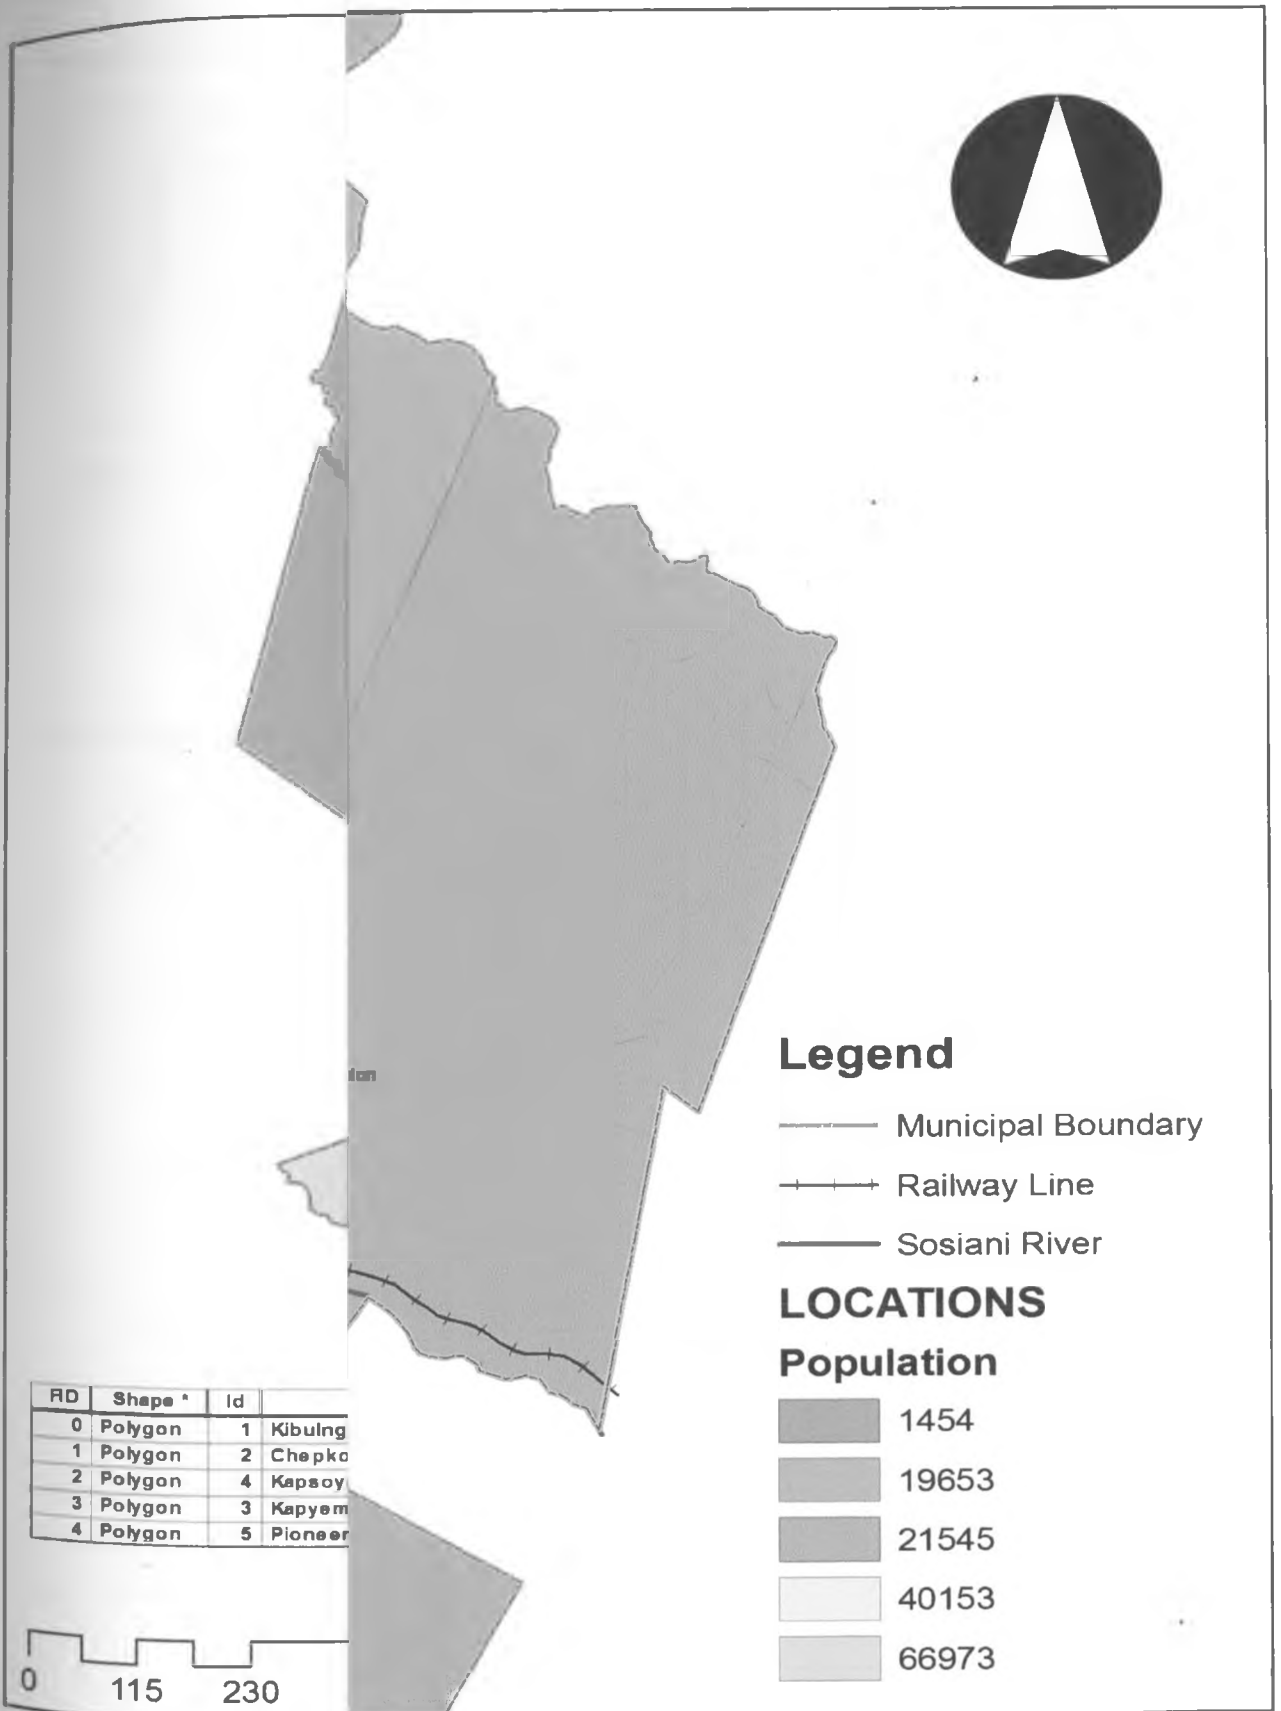 ion
Legend
Municipal Boundary
Railway Line
Sosiani River
LOCATIONS
Population
1454
19653
21545
40153
66973
FID Shape * Id
0 Polygon 1 Kibulng
1 Polygon 2 Chepko
2 Polygon 4 Kapsoy
3 Polygon 3 Kapyem
4 Polygon 5 Pioneer
0 115 230